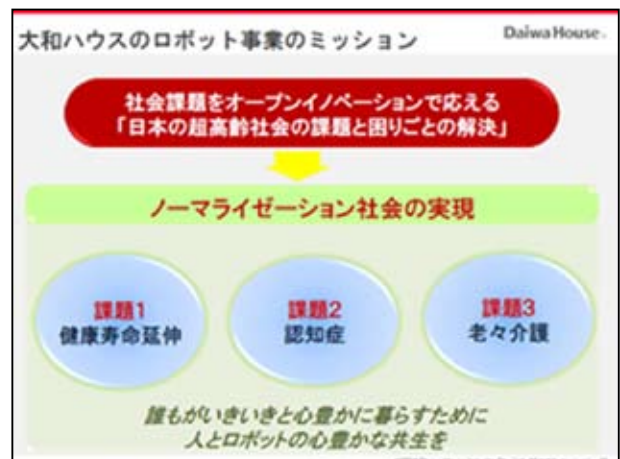 大和ハウスのロボット事業のミッション
DaiwaHouse.
社会課題をオープンイノベーションで応える
「日本の超高齢社会の課題と困りごとの解決」
ノーマライゼーション社会の実現
課題1
健康寿命延伸
課題2
認知症
課題3
老々介護
誰もがいきいきと心豊かに暮らすために
人とロボットの心豊かな共生を